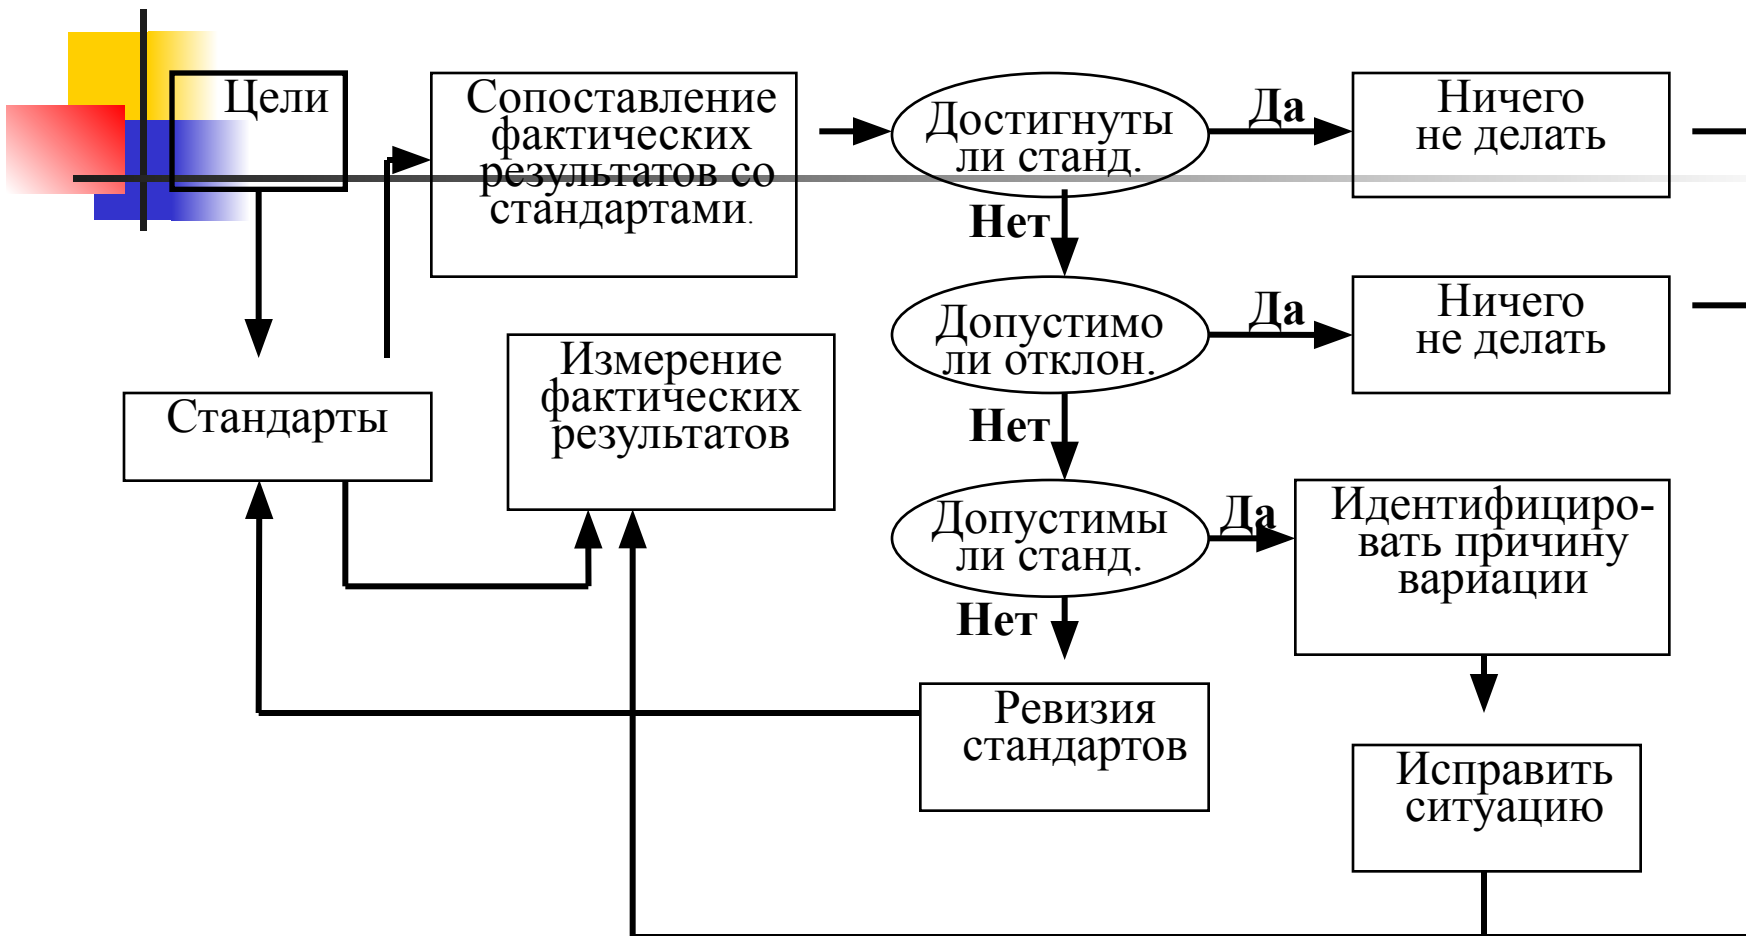 Цели
Сопоставление
фактических
результатов со
стандартами.
Достигнуты
ли станд.
Да
Ничего
не делать
Нет
Допустимо
ли отклон.
Да
Ничего
не делать
Измерение
фактических
результатов
Стандарты
Нет
Допустимы
ли станд.
Да
Идентифициро-
вать причину
вариации
Нет
Ревизия
стандартов
Исправить
ситуацию